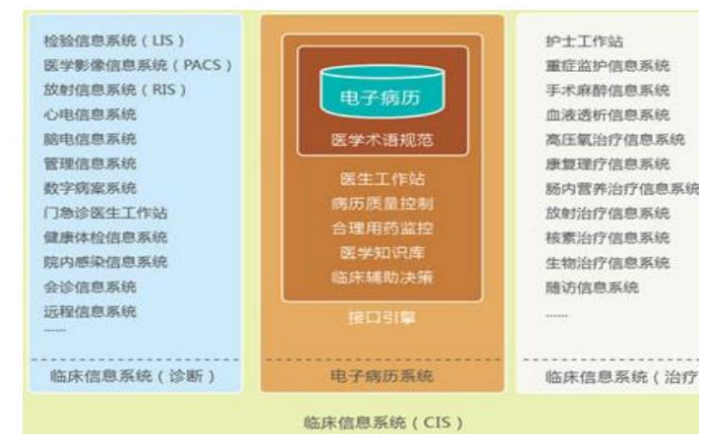 检验信息系统（LIS）
医学影像信息系统（PACS）
放射信息系统（RIS）
心电信息系统
脑电信息系统
管理信息系统
数字病案系统
门急诊医生工作站
健康体检信息系统
院内感染信息系统
会诊信息系统
远程信息系统
......
临床信息系统（诊断）
电子病历
医学术语规范
医生工作站
病历质量控制
合理用药监控
医学知识库
临床辅助决策
接口引擎
电子病历系统
护士工作站
重症监护信息系统
手术麻醉信息系统
血液透析信息系统
高压氧治疗信息系统
康复理疗信息系统
肠内营养治疗信息系统
放射治疗信息系统
核素治疗信息系统
生物治疗信息系统
随访信息系统
......
临床信息系统（治疗
临床信息系统（CIS）